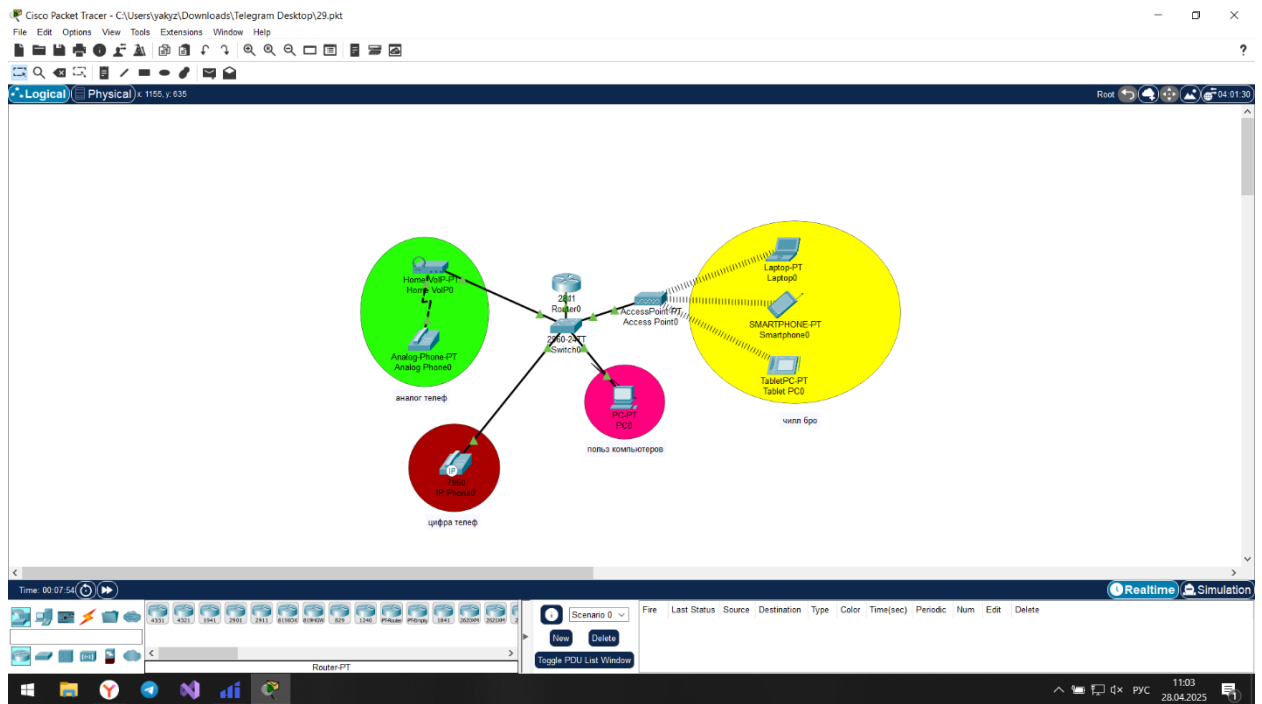 Cisco Packet Tracer - C:\Users\yakyz\Downloads\Telegram Desktop\29.pkt
File Edit Options View Tools Extensions Window Help
?
Logical Physical x: 1155, y: 635
Root 04:01:30
Home VoIP-PT
Home VoIP0
Analog-Phone-PT
Analog Phone0
аналог телеф
2811
Router0
2960-24TT
Switch0
AccessPoint-PT
Access Point0
Laptop-PT
Laptop0
SMARTPHONE-PT
Smartphone0
TabletPC-PT
Tablet PC0
чилл бро
PC-PT
PC0
польз компьютеров
IP
7960
IP Phone0
цифра телеф
Time: 00:07:54
Realtime Simulation
4331 4321 1941 2901 2911 819IOX 819HGW 829 1240 PT-Router PT-Empty 1841 2620XM 2621XM
Router-PT
Scenario 0
New Delete
Toggle PDU List Window
Fire Last Status Source Destination Type Color Time(sec) Periodic Num Edit Delete
РУС
11:03
28.04.2025
1